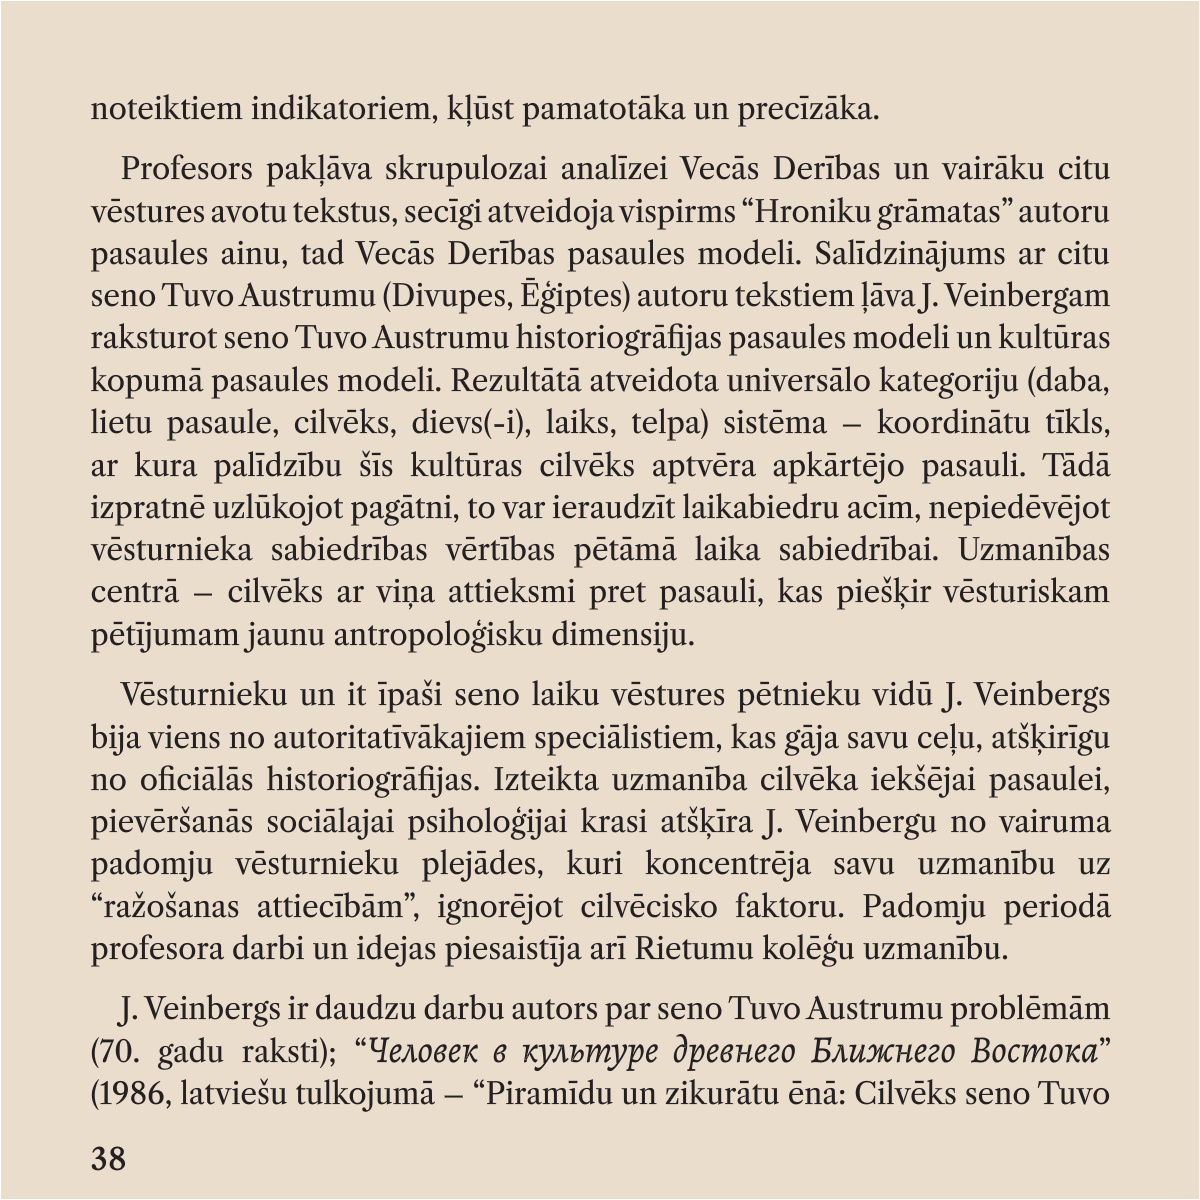 noteiktiem indikatoriem, kļūst pamatotāka un precīzāka.
Profesors pakļāva skrupulozai analīzei Vecās Derības un vairāku citu
vēstures avotu tekstus, secīgi atveidoja vispirms “Hroniku grāmatas” autoru
pasaules ainu, tad Vecās Derības pasaules modeli. Salīdzinājums ar citu
seno Tuvo Austrumu (Divupes, Ēģiptes) autoru tekstiem ļāva J. Veinbergam
raksturot seno Tuvo Austrumu historiogrāfijas pasaules modeli un kultūras
kopumā pasaules modeli. Rezultātā atveidota universālo kategoriju (daba,
lietu pasaule, cilvēks, dievs(-i), laiks, telpa) sistēma – koordinātu tīkls,
ar kura palīdzību šīs kultūras cilvēks aptvēra apkārtējo pasauli. Tādā
izpratnē uzlūkojot pagātni, to var ieraudzīt laikabiedru acīm, nepiedēvējot
vēsturnieka sabiedrības vērtības pētāmā laika sabiedrībai. Uzmanības
centrā – cilvēks ar viņa attieksmi pret pasauli, kas piešķir vēsturiskam
pētījumam jaunu antropoloģisku dimensiju.
Vēsturnieku un it īpaši seno laiku vēstures pētnieku vidū J. Veinbergs
bija viens no autoritatīvākajiem speciālistiem, kas gāja savu ceļu, atšķirīgu
no oficiālās historiogrāfijas. Izteikta uzmanība cilvēka iekšējai pasaulei,
pievēršanās sociālajai psiholoģijai krasi atšķīra J. Veinbergu no vairuma
padomju vēsturnieku plejādes, kuri koncentrēja savu uzmanību uz
“ražošanas attiecībām”, ignorējot cilvēcisko faktoru. Padomju periodā
profesora darbi un idejas piesaistīja arī Rietumu kolēģu uzmanību.
J. Veinbergs ir daudzu darbu autors par seno Tuvo Austrumu problēmām
(70. gadu raksti); “Человек в культуре древнего Ближнего Востока”
(1986, latviešu tulkojumā – “Piramīdu un zikurātu ēnā: Cilvēks seno Tuvo
38